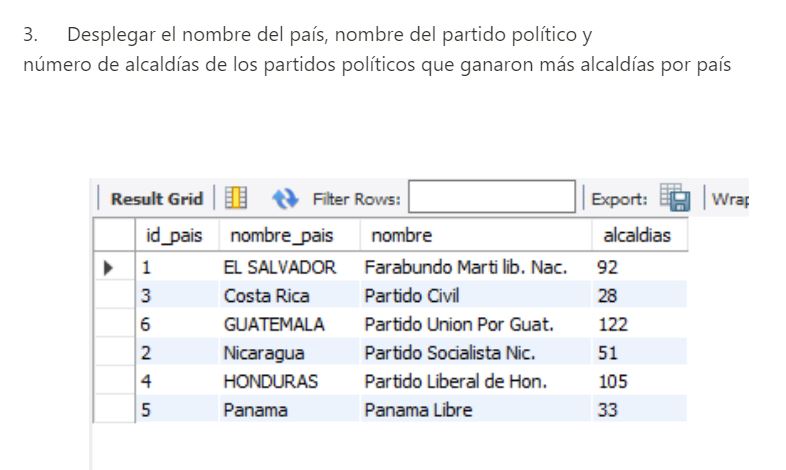 3. Desplegar el nombre del país, nombre del partido político y
número de alcaldías de los partidos políticos que ganaron más alcaldías por país
Result Grid Filter Rows: Export: Wrap
id_pais nombre_pais nombre alcaldias
1 EL SALVADOR Farabundo Marti lib. Nac. 92
3 Costa Rica Partido Civil 28
6 GUATEMALA Partido Union Por Guat. 122
2 Nicaragua Partido Socialista Nic. 51
4 HONDURAS Partido Liberal de Hon. 105
5 Panama Panama Libre 33